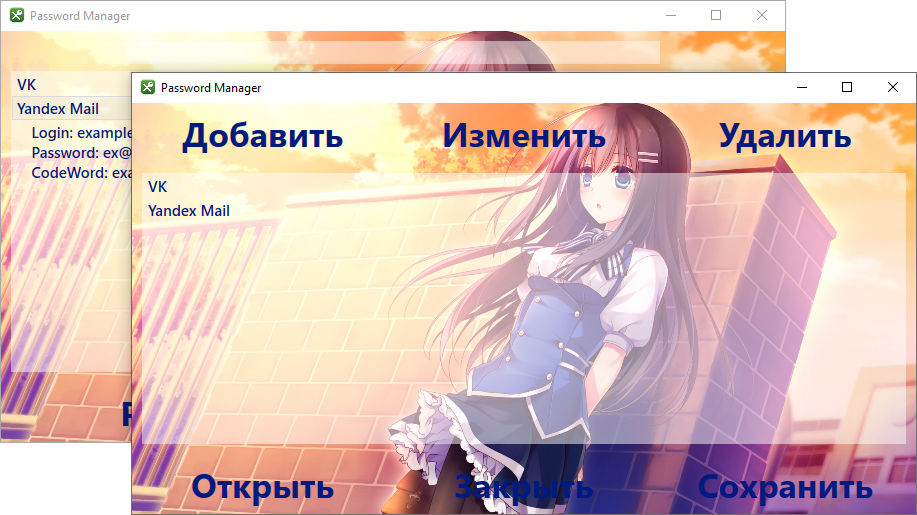 Password Manager
VK
Yandex Mail
Login: example
Password: ex@
CodeWord: exa
Password Manager
Добавить Изменить Удалить
VK
Yandex Mail
Открыть Закрыть Сохранить